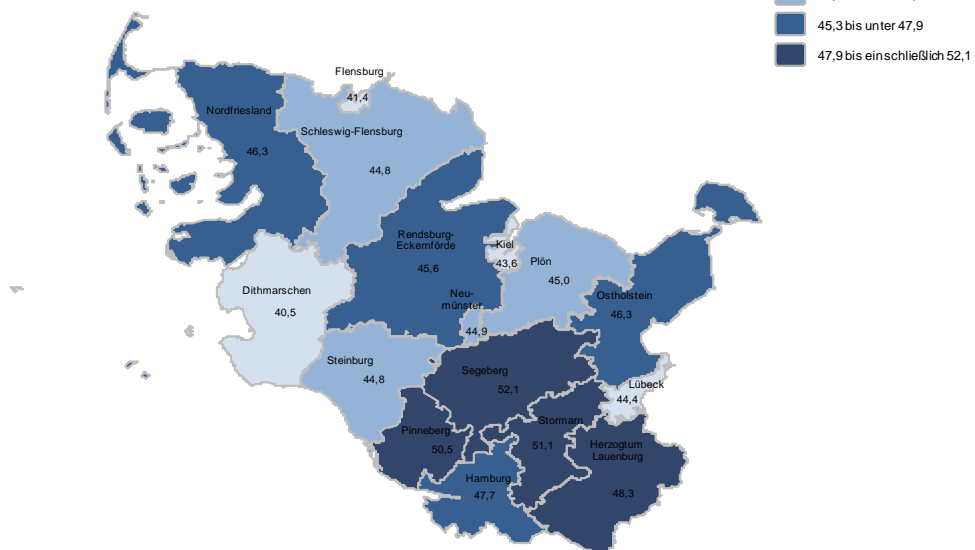 45,3 bis unter 47,9
47,9 bis einschließlich 52,1
Flensburg
41,4
Nordfriesland
46,3
Schleswig-Flensburg
44,8
Rendsburg-
Eckernförde
45,6
Kiel
43,6
Plön
45,0
Ostholstein
46,3
Dithmarschen
40,5
Neu-
münster
44,9
Steinburg
44,8
Segeberg
52,1
Lübeck
44,4
Pinneberg
50,5
Stormarn
51,1
Herzogtum
Lauenburg
48,3
Hamburg
47,7